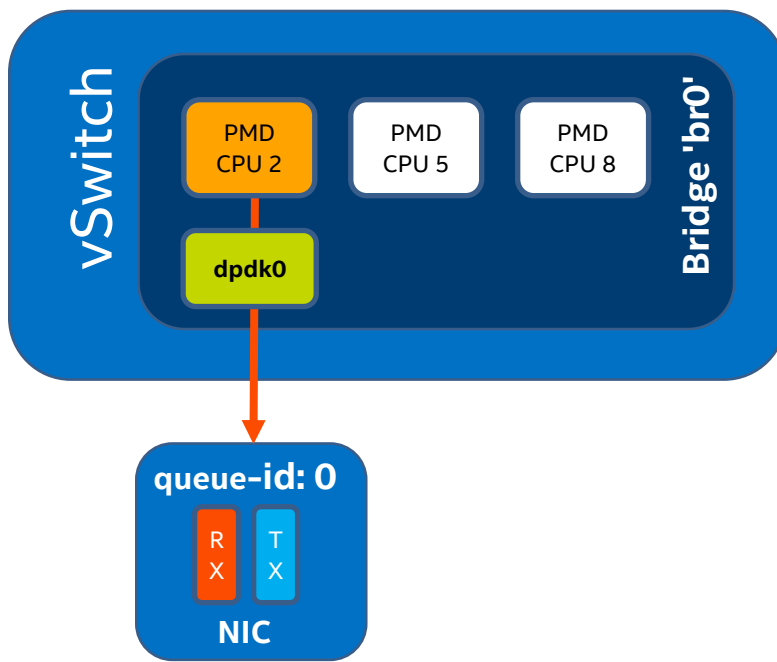 vSwitch
PMD
CPU 2
PMD
CPU 5
PMD
CPU 8
Bridge 'br0'
dpdk0
queue-id: 0
R
X
T
X
NIC